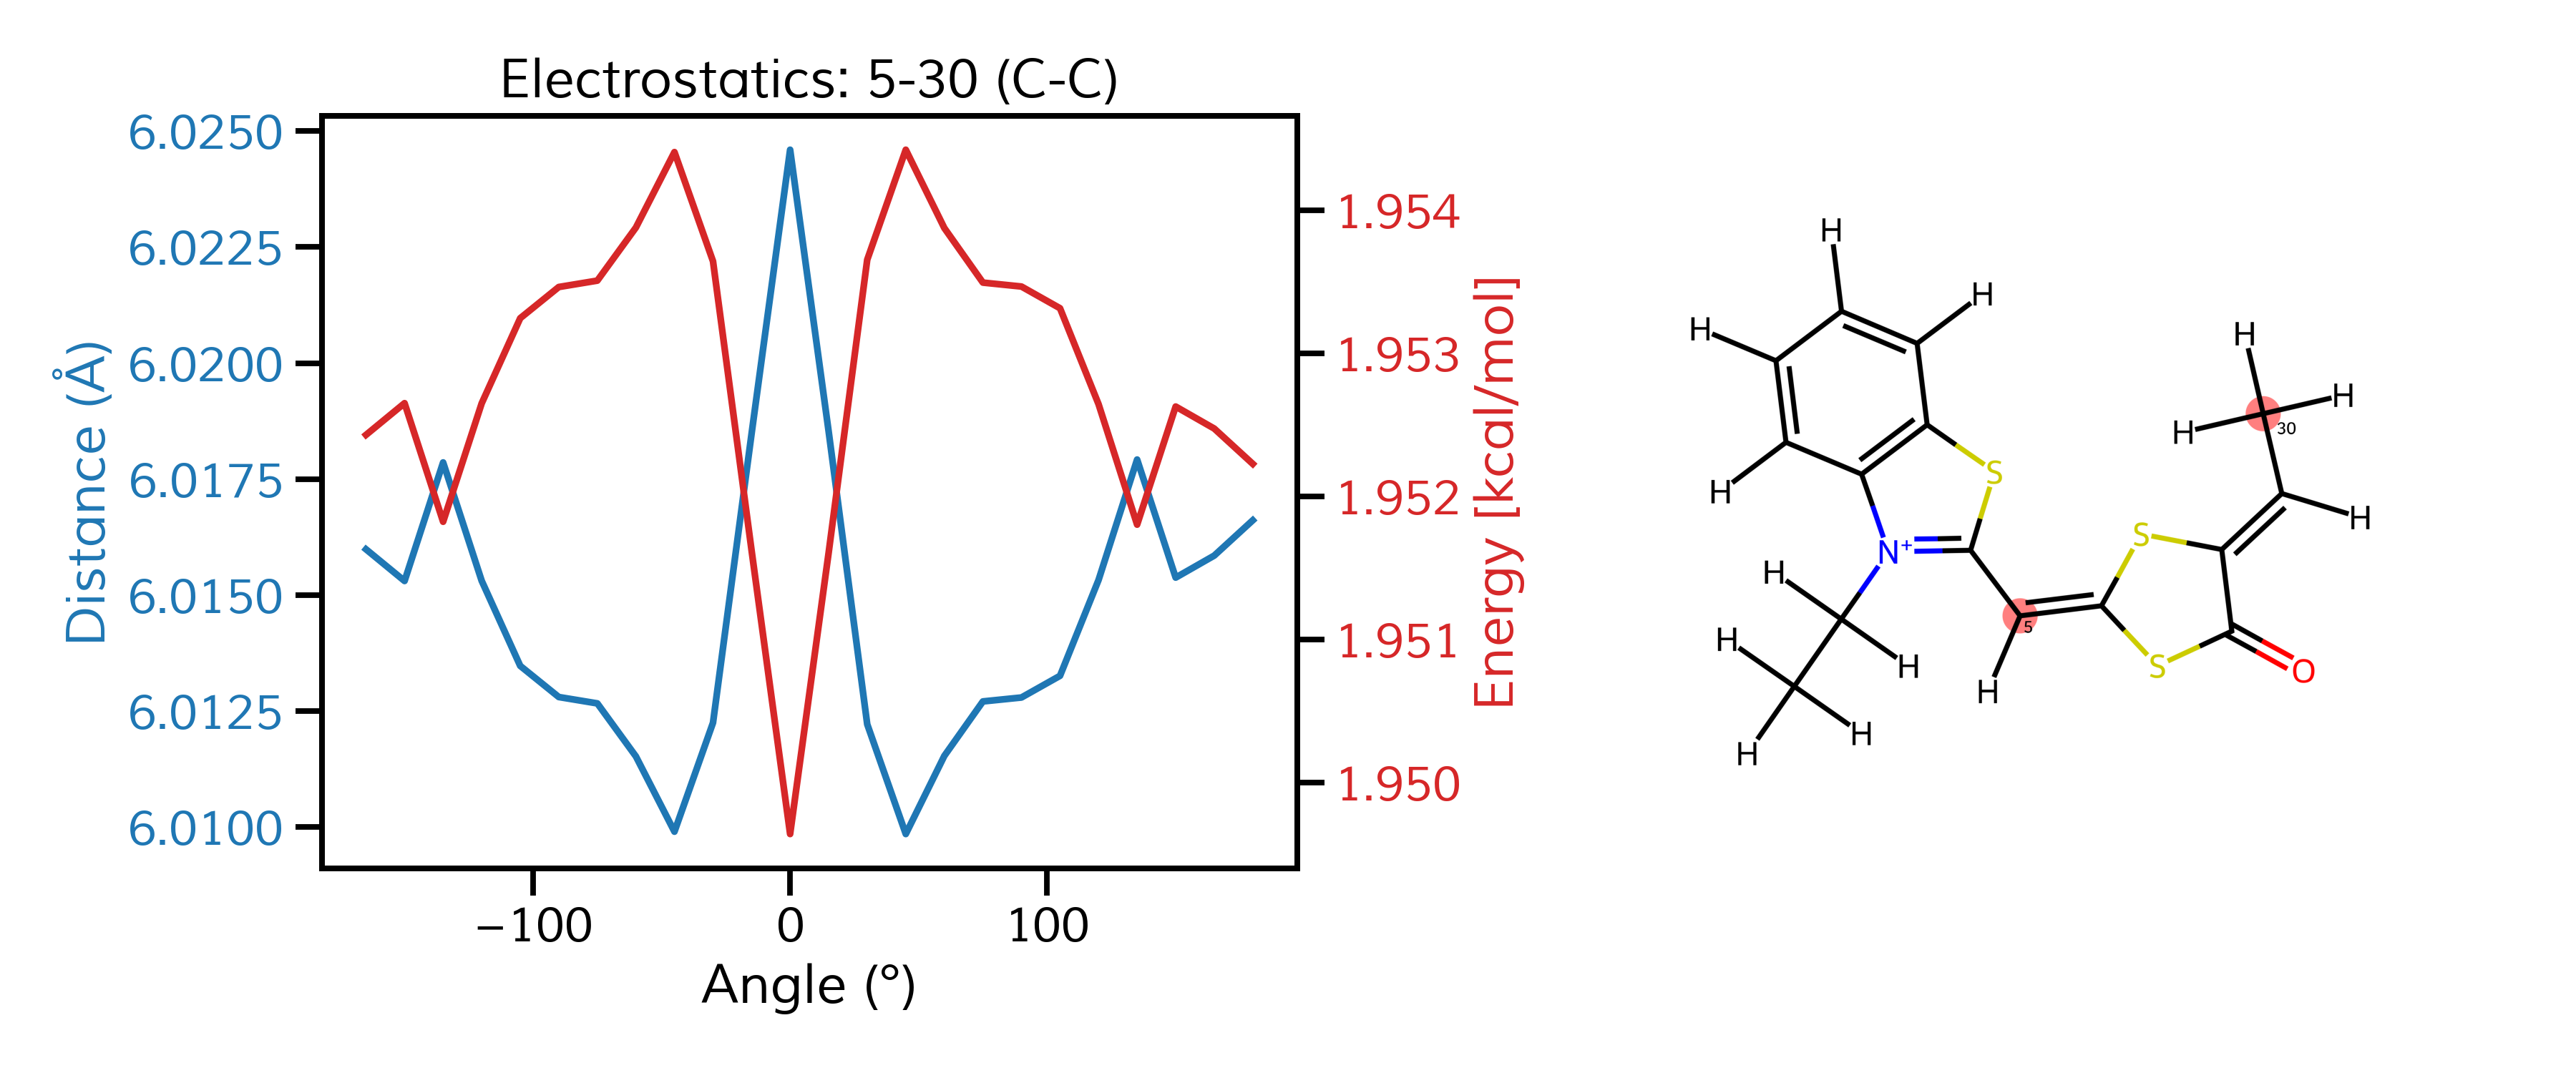 Electrostatics: 5-30 (C-C)
6.0250
6.0225
6.0200
6.0175
6.0150
6.0125
6.0100
Distance (Å)
−100
0
100
Angle (°)
1.954
1.953
1.952
1.951
1.950
Energy [kcal/mol]
H
H
H
H
H
H
H
30
S
H
S
N⁺
H
5
H
H
S
O
H
H
H